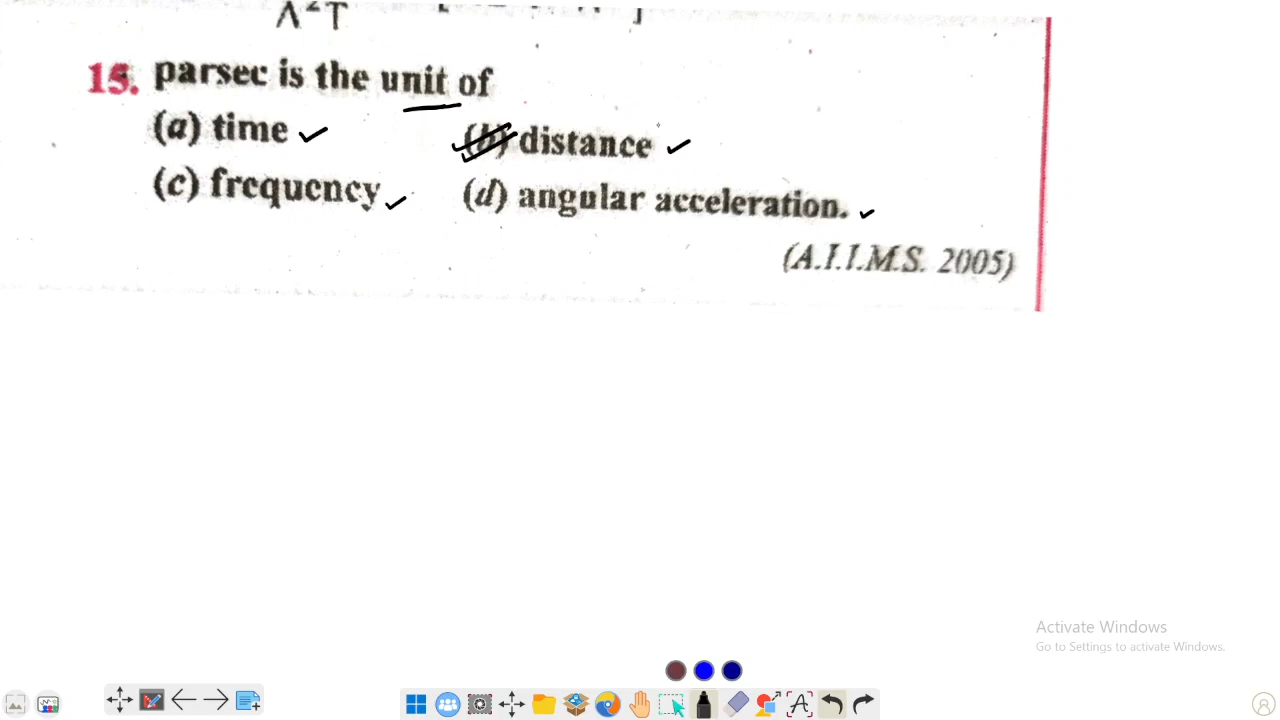 15. parsec is the unit of
(a) time (b) distance
(c) frequency (d) angular acceleration.
(A.I.I.M.S. 2005)
Activate Windows
Go to Settings to activate Windows.